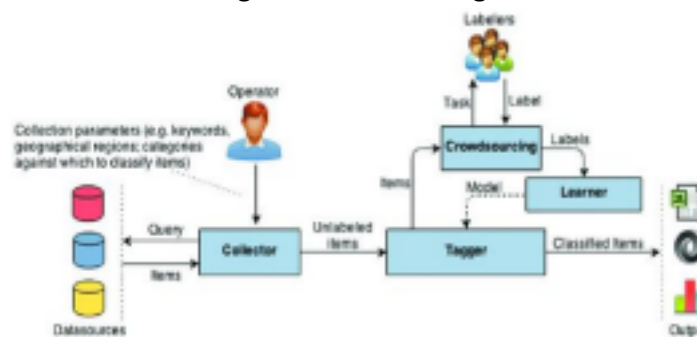 Labelers
Operator
Task
Label
Collection parameters (e.g. keywords,
geographical regions; categories
against which to classify items)
Crowdsourcing
Labels
Items
Model
Learner
Query
Collector
Unlabeled
items
Tagger
Classified Items
Items
Datasources
Outp